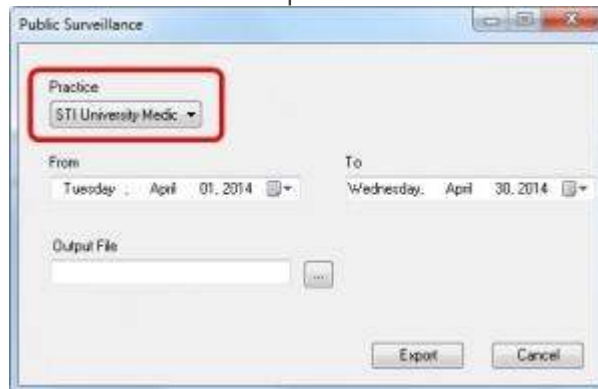 Public Surveillance
Practice
STI University Medic
From
To
Tuesday , April 01, 2014
Wednesday, April 30, 2014
Output File
...
Export
Cancel